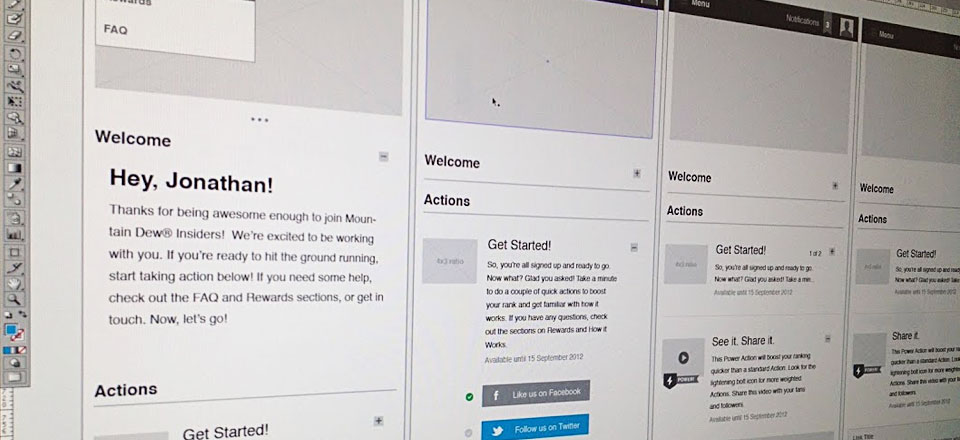 FAQ
Welcome
Hey, Jonathan!
Thanks for being awesome enough to join Moun-
tain Dew® Insiders! We're excited to be working
with you. If you're ready to hit the ground running,
start taking action below! If you need some help,
check out the FAQ and Rewards sections, or get in
touch. Now, let's go!
Actions
Get Started!
Welcome
Actions
4x3 ratio
Get Started!
So, you're all signed up and ready to go.
Now what? Glad you asked! Take a minute
to do a couple of quick actions to boost
your rank and get familiar with how it
works. If you have any questions, check
out the sections on Rewards and How it
Works.
Available until 15 September 2012
Like us on Facebook
Follow us on Twitter
Menu
Notifications
3
Welcome
Actions
4x3 ratio
Get Started!
1 of 2
So, you're all signed up and ready to go.
Now what? Glad you asked! Take a min...
Available until 15 September 2012
See it. Share it.
POWER
This Power Action will boost your ranking
quicker than a standard Action. Look for the
lightening bolt icon for more weighted
Actions. Share this video with your fans
and followers.
Available until 15 September 2012
Menu
Welcome
Actions
4x3 ratio
Get Started!
So, you're all signed up and ready
Now what? Glad you asked! Take
Available until 15 September 2012
Share it.
POWER
This Power Action will boost your
quicker than a standard Action.
lightening bolt icon for more
Actions. Share this video with
and followers.
Available until 15 September
Link Title